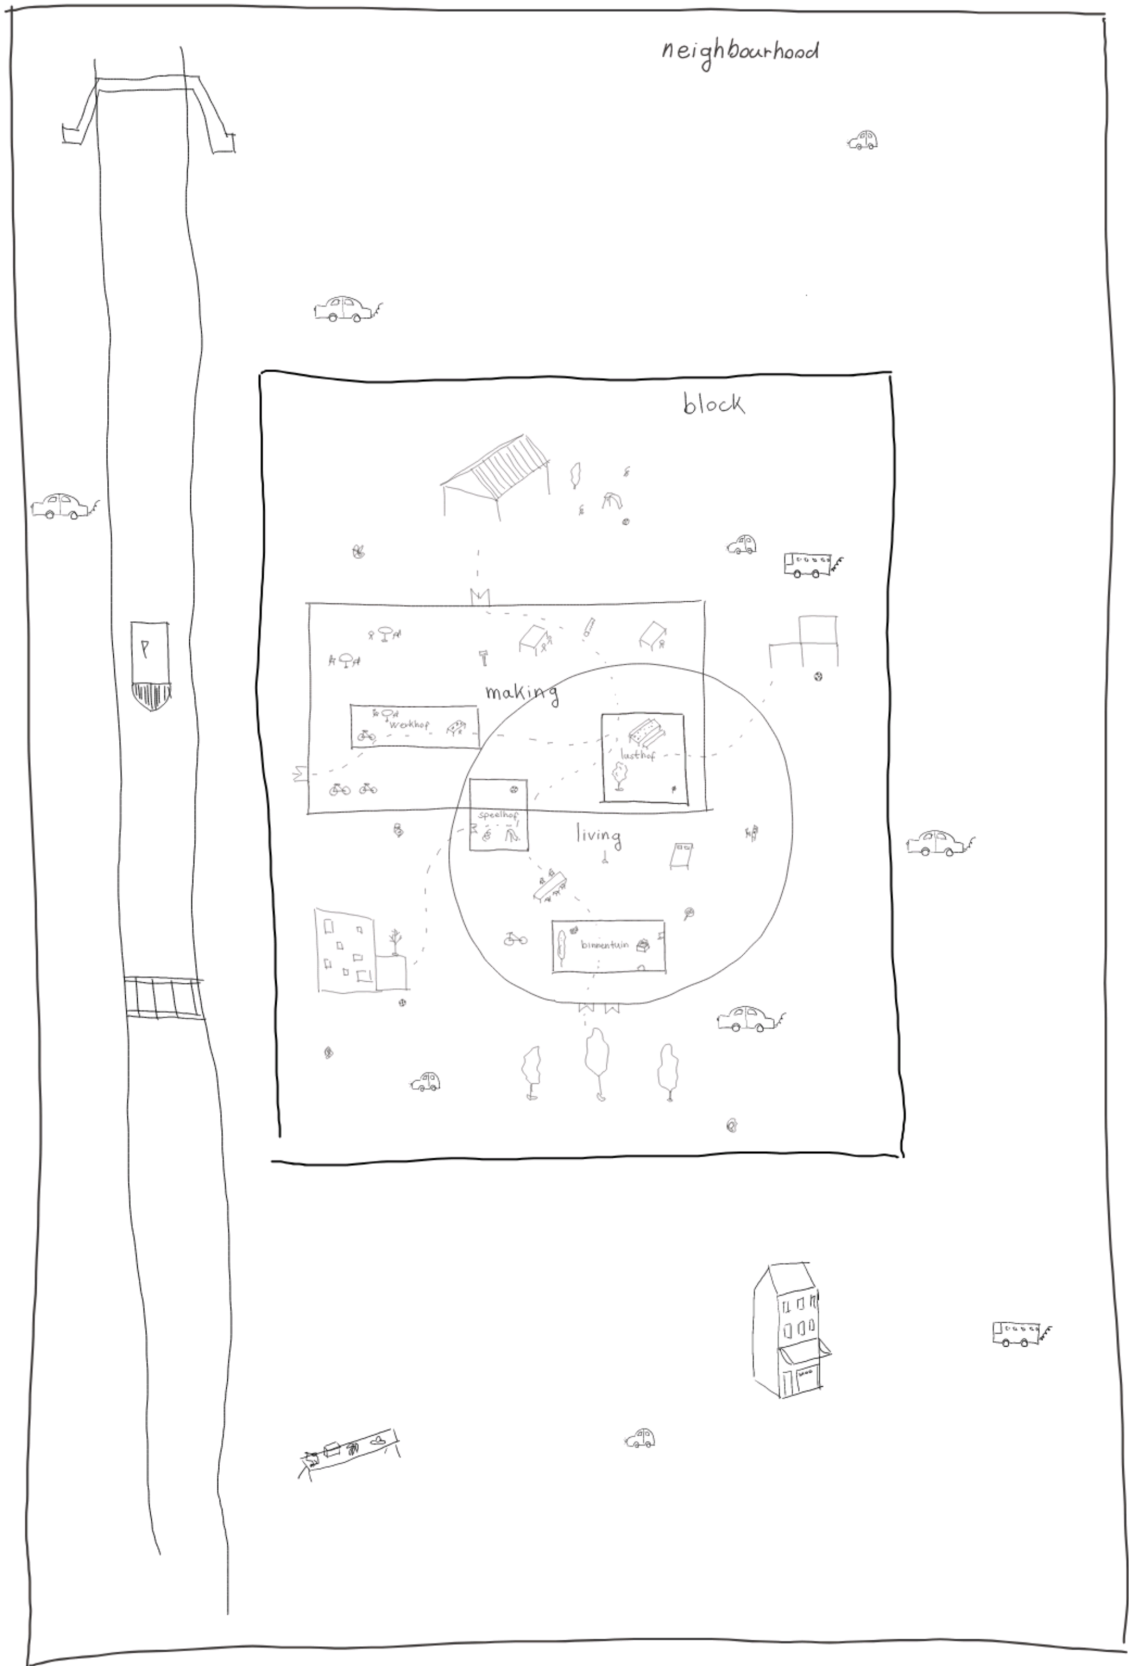 neighbourhood
block
P
making
werkhof
lasthof
speelhof
living
binnentuin